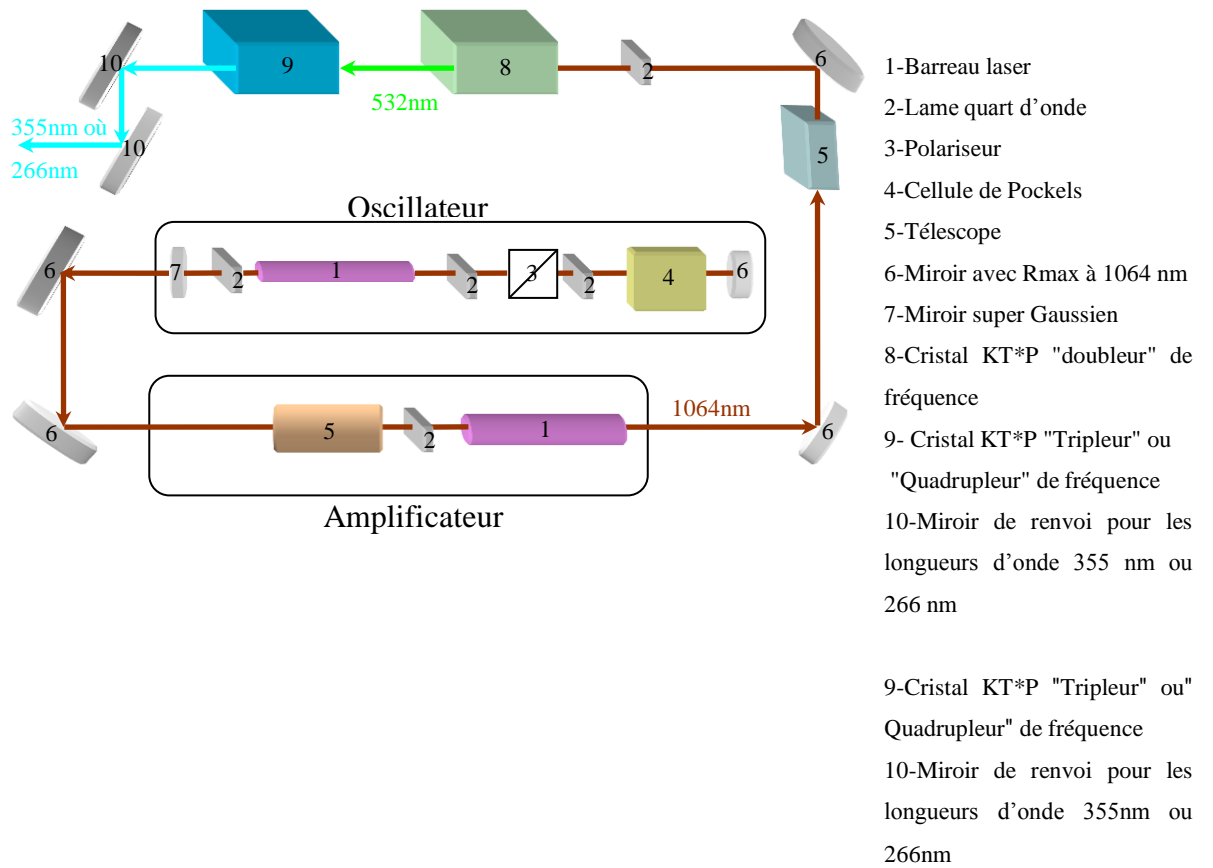 10
9
8
2
6
532nm
355nm où
10
266nm
5
Oscillateur
6
7
2
1
2
3
2
4
6
6
5
2
1
1064nm
6
Amplificateur
1-Barreau laser
2-Lame quart d’onde
3-Polariseur
4-Cellule de Pockels
5-Télescope
6-Miroir avec Rmax à 1064 nm
7-Miroir super Gaussien
8-Cristal KT*P "doubleur" de
fréquence
9- Cristal KT*P "Tripleur" ou
"Quadrupleur" de fréquence
10-Miroir de renvoi pour les
longueurs d’onde 355 nm ou
266 nm
9-Cristal KT*P "Tripleur" ou"
Quadrupleur" de fréquence
10-Miroir de renvoi pour les
longueurs d’onde 355nm ou
266nm